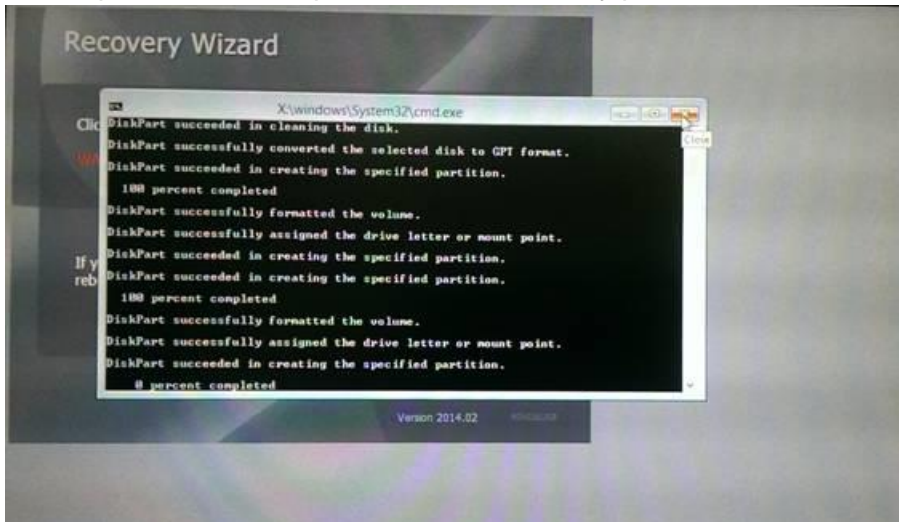 Recovery Wizard
X:\windows\System32\cmd.exe
Clic
DiskPart succeeded in cleaning the disk.
Close
DiskPart successfully converted the selected disk to GPT format.
WA
DiskPart succeeded in creating the specified partition.
100 percent completed
DiskPart successfully formatted the volume.
DiskPart successfully assigned the drive letter or mount point.
If y
DiskPart succeeded in creating the specified partition.
reb
DiskPart succeeded in creating the specified partition.
100 percent completed
DiskPart successfully formatted the volume.
DiskPart successfully assigned the drive letter or mount point.
DiskPart succeeded in creating the specified partition.
0 percent completed
Version 2014.02